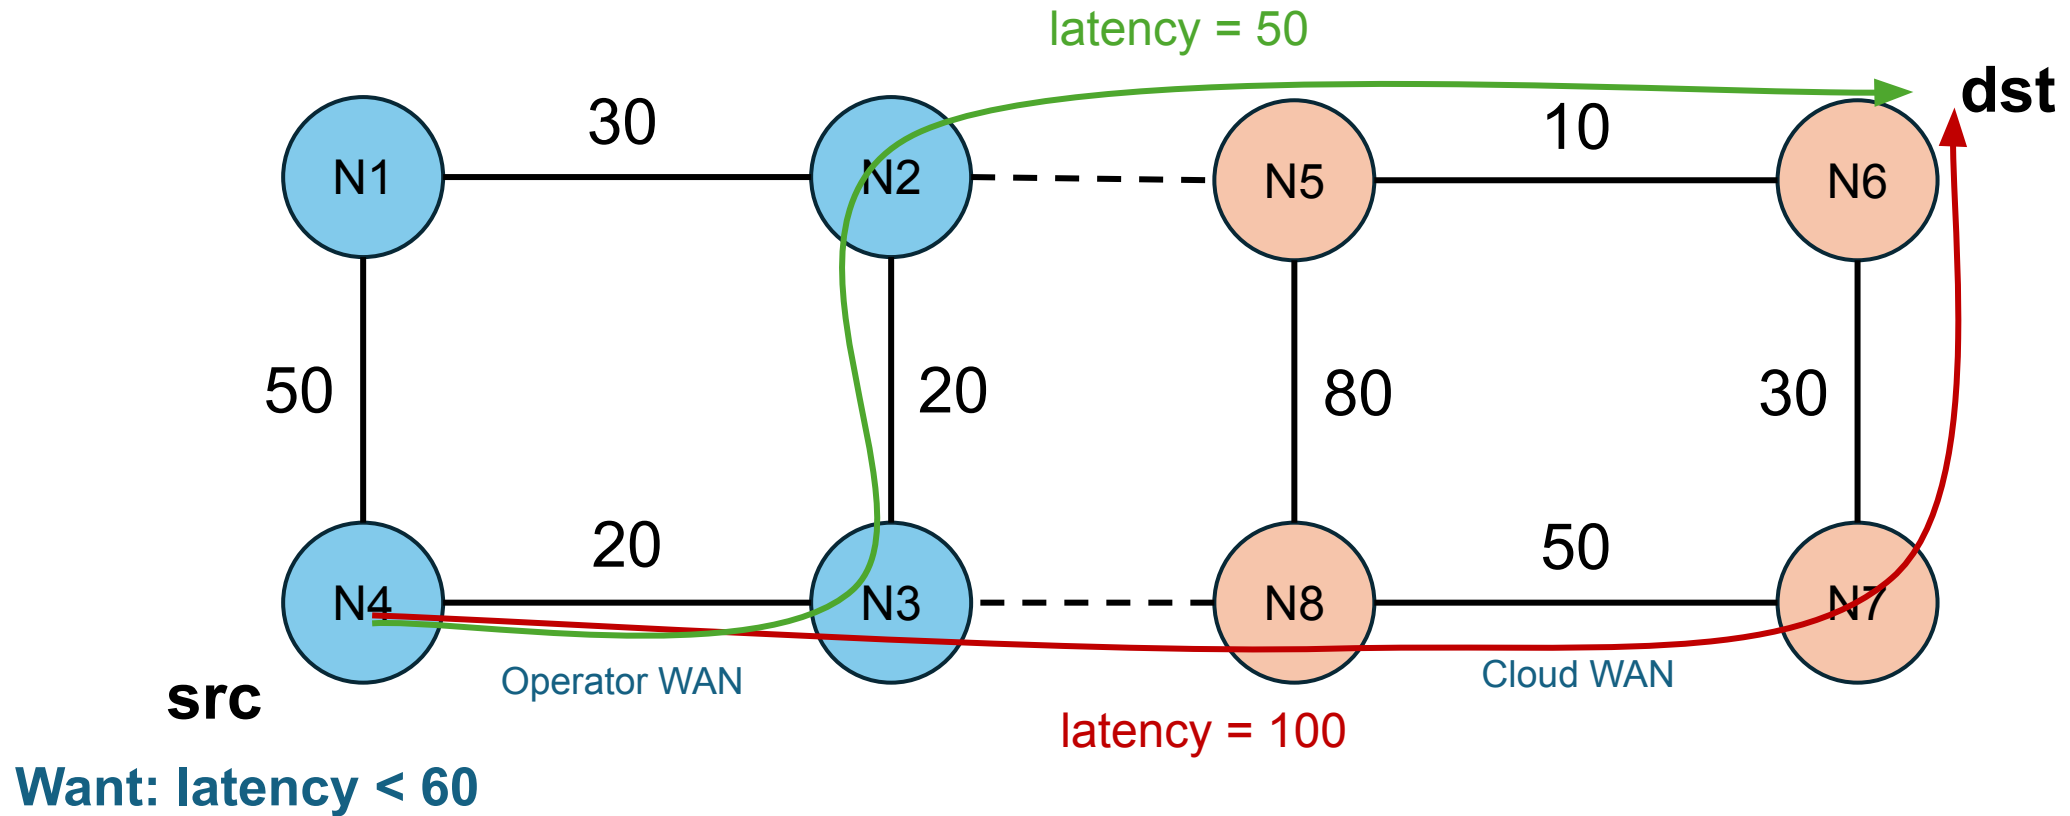 latency = 50
dst
30
10
N1
N2
N5
N6
50
20
80
30
20
50
N4
N3
N8
N7
Operator WAN
Cloud WAN
src
latency = 100
Want: latency < 60